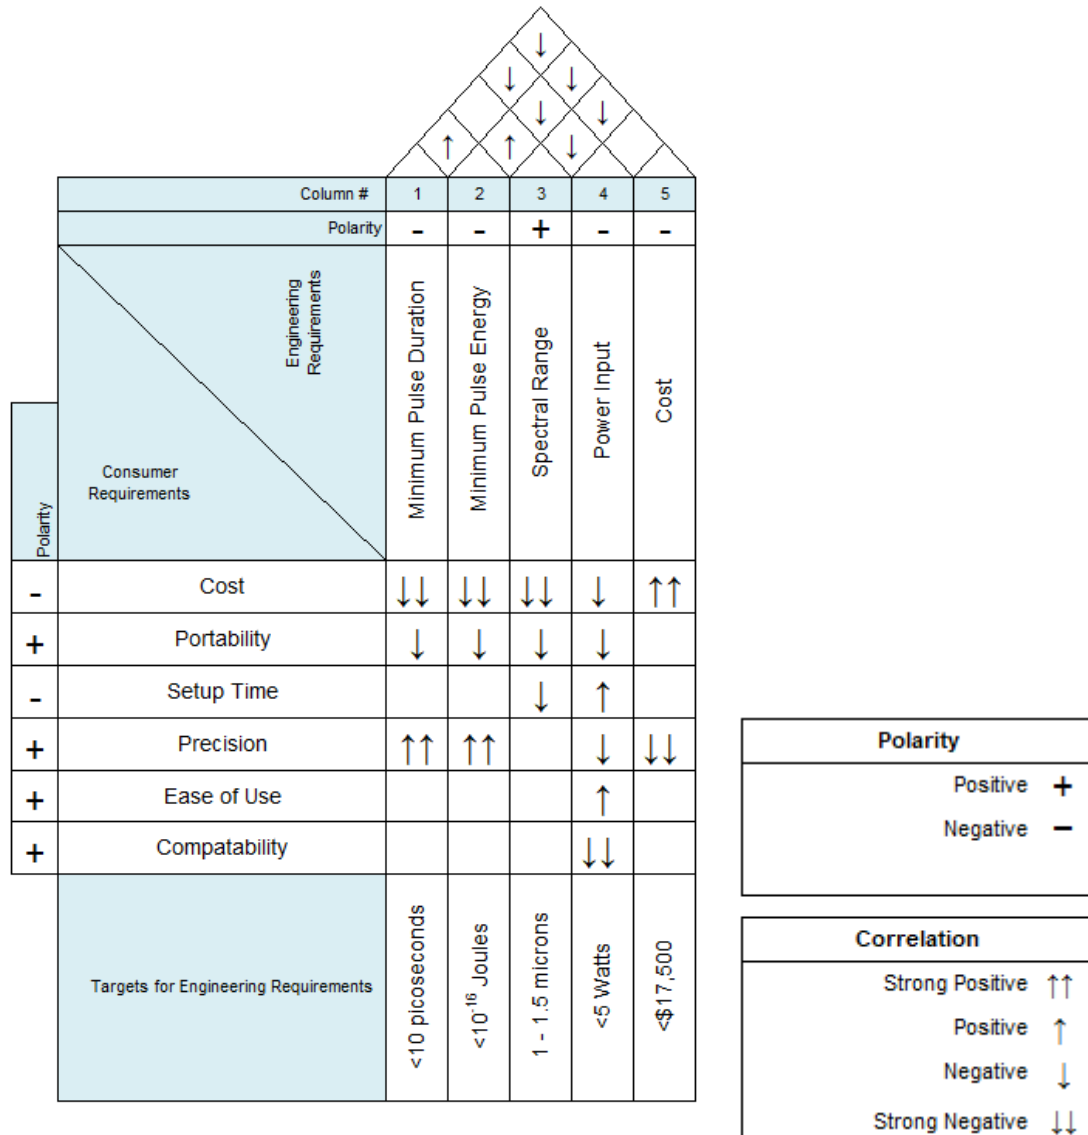 ↓
↓ ↓
↓ ↓
↑ ↑ ↓
Column # 1 2 3 4 5
Polarity - - + - -
Engineering
Requirements
Consumer
Requirements
Polarity
Minimum Pulse Duration
Minimum Pulse Energy
Spectral Range
Power Input
Cost
- Cost ↓↓ ↓↓ ↓↓ ↓ ↑↑
+ Portability ↓ ↓ ↓ ↓
- Setup Time ↓ ↑
+ Precision ↑↑ ↑↑ ↓ ↓↓
+ Ease of Use ↑
+ Compatability ↓↓
Targets for Engineering Requirements
<10 picoseconds
<10⁻¹⁶ Joules
1 - 1.5 microns
<5 Watts
<$17,500
Polarity
Positive +
Negative −
Correlation
Strong Positive ↑↑
Positive ↑
Negative ↓
Strong Negative ↓↓